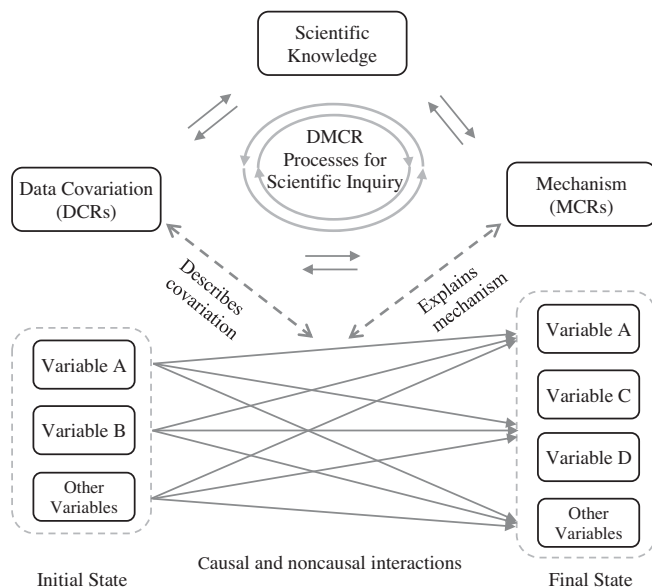 Scientific
Knowledge
DMCR
Processes for
Scientific Inquiry
Data Covariation
(DCRs)
Mechanism
(MCRs)
Describes
covariation
Explains
mechanism
Variable A
Variable B
Other
Variables
Variable A
Variable C
Variable D
Other
Variables
Causal and noncausal interactions
Initial State
Final State